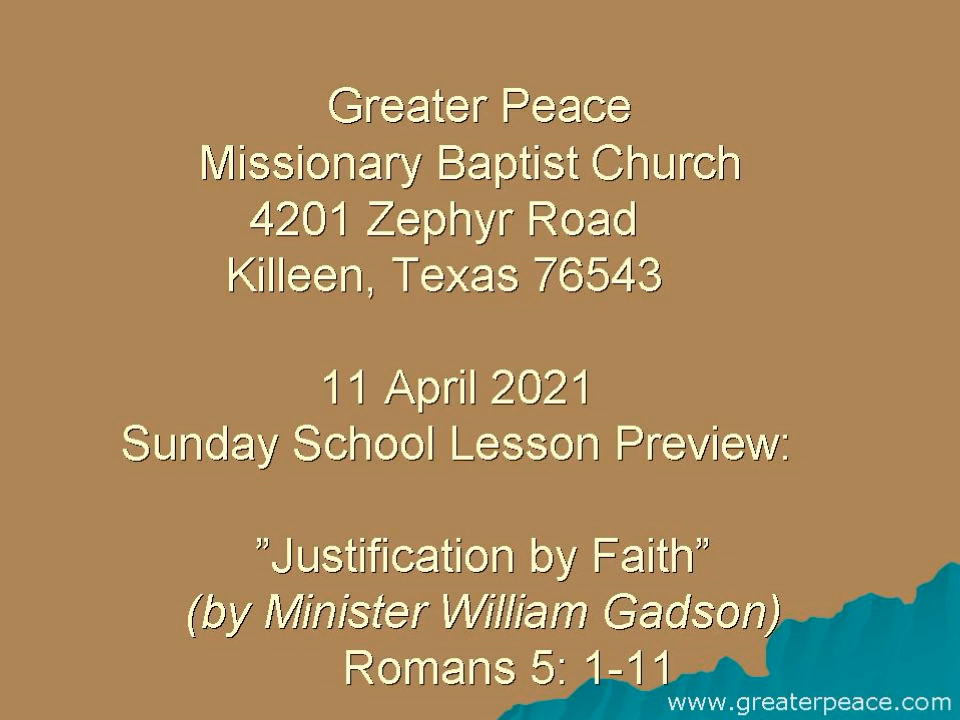 Greater Peace
Missionary Baptist Church
4201 Zephyr Road
Killeen, Texas 76543
11 April 2021
Sunday School Lesson Preview:
”Justification by Faith”
(by Minister William Gadson)
Romans 5: 1-11
www.greaterpeace.com